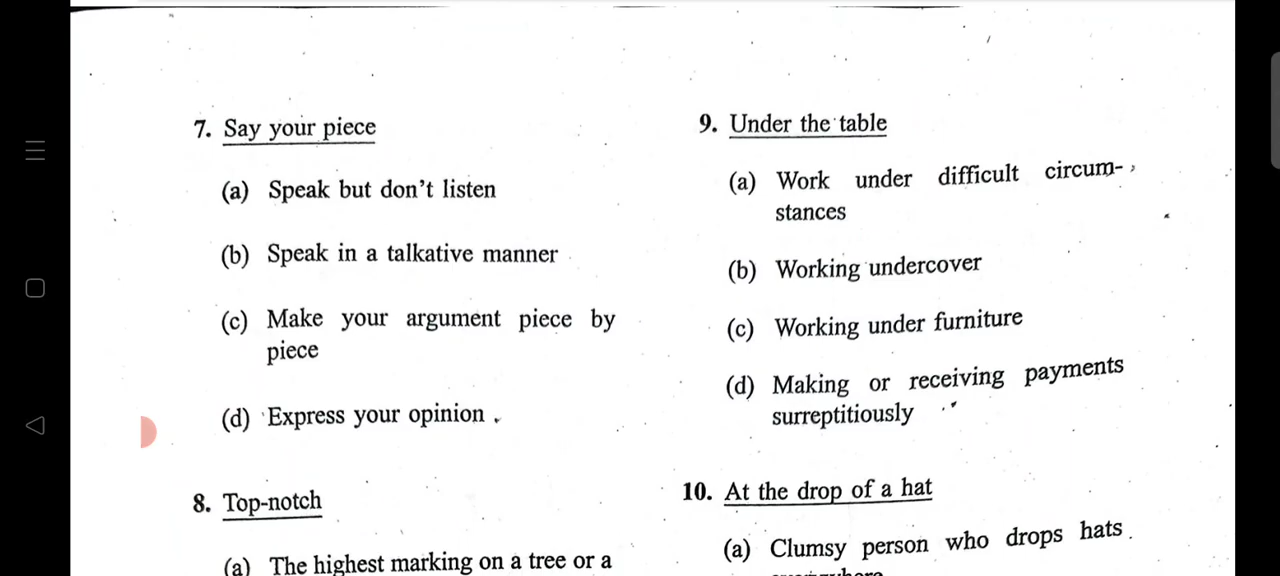 7. Say your piece
(a) Speak but don't listen
(b) Speak in a talkative manner
(c) Make your argument piece by
piece
(d) Express your opinion
8. Top-notch
(a) The highest marking on a tree or a
9. Under the table
(a) Work under difficult circum-
stances
(b) Working undercover
(c) Working under furniture
(d) Making or receiving payments
surreptitiously
10. At the drop of a hat
(a) Clumsy person who drops hats